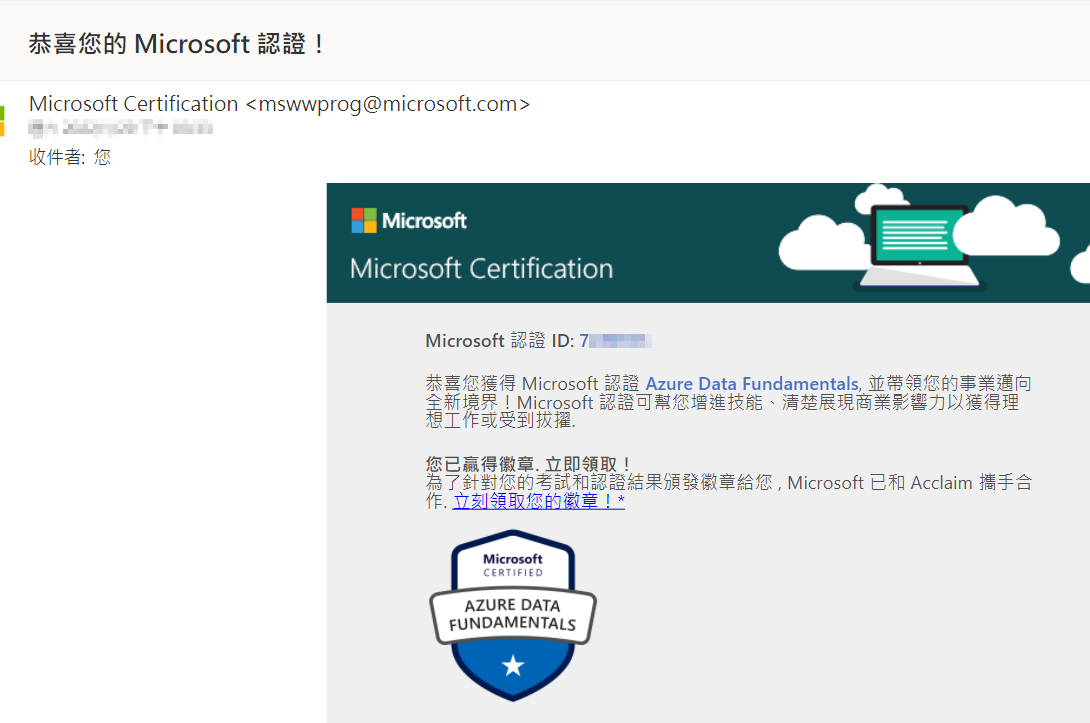 恭喜您的 Microsoft 認證！
Microsoft Certification <mswwprog@microsoft.com>
收件者: 您
Microsoft
Microsoft Certification
Microsoft 認證 ID: 7
恭喜您獲得 Microsoft 認證 Azure Data Fundamentals, 並帶領您的事業邁向
全新境界！Microsoft 認證可幫您增進技能、清楚展現商業影響力以獲得理
想工作或受到拔擢.
您已贏得徽章. 立即領取！
為了針對您的考試和認證結果頒發徽章給您 , Microsoft 已和 Acclaim 攜手合
作. 立刻領取您的徽章！*
Microsoft
CERTIFIED
AZURE DATA
FUNDAMENTALS